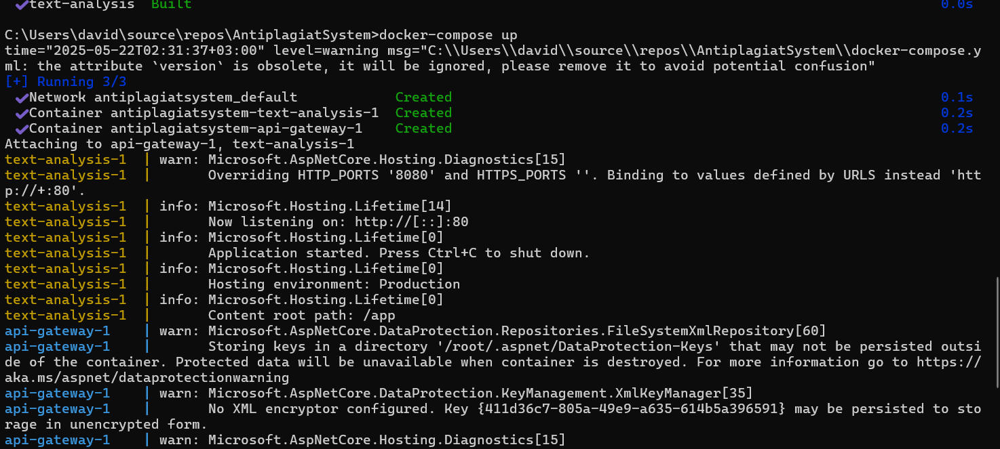 ✔text-analysis  Built                                                                                            0.0s
C:\Users\david\source\repos\AntiplagiatSystem>docker-compose up
time="2025-05-22T02:31:37+03:00" level=warning msg="C:\\Users\\david\\source\\repos\\AntiplagiatSystem\\docker-compose.y
ml: the attribute `version` is obsolete, it will be ignored, please remove it to avoid potential confusion"
[+] Running 3/3
✔Network antiplagiatsystem_default            Created                                                            0.1s
✔Container antiplagiatsystem-text-analysis-1  Created                                                            0.2s
✔Container antiplagiatsystem-api-gateway-1    Created                                                            0.2s
Attaching to api-gateway-1, text-analysis-1
text-analysis-1  | warn: Microsoft.AspNetCore.Hosting.Diagnostics[15]
text-analysis-1  |       Overriding HTTP_PORTS '8080' and HTTPS_PORTS ''. Binding to values defined by URLS instead 'htt
p://+:80'.
text-analysis-1  | info: Microsoft.Hosting.Lifetime[14]
text-analysis-1  |       Now listening on: http://[::]:80
text-analysis-1  | info: Microsoft.Hosting.Lifetime[0]
text-analysis-1  |       Application started. Press Ctrl+C to shut down.
text-analysis-1  | info: Microsoft.Hosting.Lifetime[0]
text-analysis-1  |       Hosting environment: Production
text-analysis-1  | info: Microsoft.Hosting.Lifetime[0]
text-analysis-1  |       Content root path: /app
api-gateway-1    | warn: Microsoft.AspNetCore.DataProtection.Repositories.FileSystemXmlRepository[60]
api-gateway-1    |       Storing keys in a directory '/root/.aspnet/DataProtection-Keys' that may not be persisted outsi
de of the container. Protected data will be unavailable when container is destroyed. For more information go to https://
aka.ms/aspnet/dataprotectionwarning
api-gateway-1    | warn: Microsoft.AspNetCore.DataProtection.KeyManagement.XmlKeyManager[35]
api-gateway-1    |       No XML encryptor configured. Key {411d36c7-805a-49e9-a635-614b5a396591} may be persisted to sto
rage in unencrypted form.
api-gateway-1    | warn: Microsoft.AspNetCore.Hosting.Diagnostics[15]